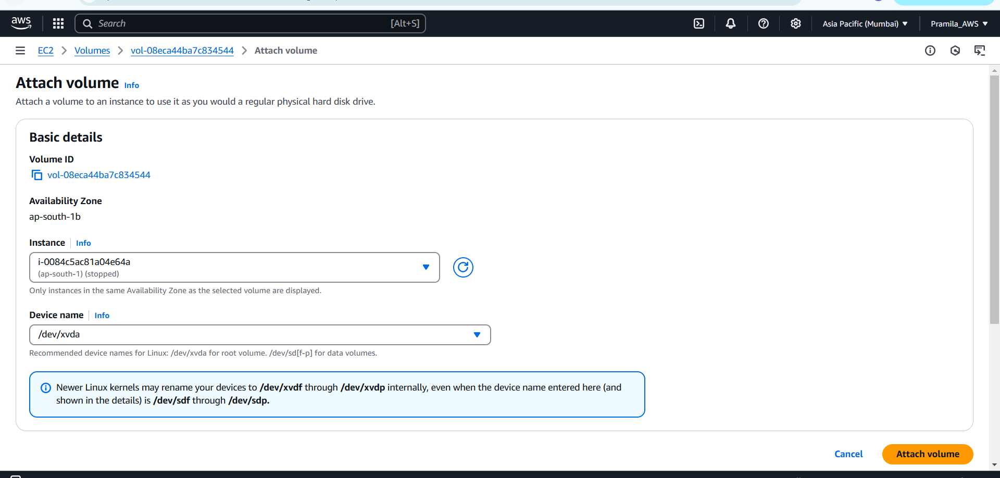 aws
Search [Alt+S]
Asia Pacific (Mumbai)
Pramila_AWS
EC2 > Volumes > vol-08eca44ba7c834544 > Attach volume
Attach volume Info
Attach a volume to an instance to use it as you would a regular physical hard disk drive.
Basic details
Volume ID
vol-08eca44ba7c834544
Availability Zone
ap-south-1b
Instance Info
i-0084c5ac81a04e64a
(ap-south-1) (stopped)
Only instances in the same Availability Zone as the selected volume are displayed.
Device name Info
/dev/xvda
Recommended device names for Linux: /dev/xvda for root volume. /dev/sd[f-p] for data volumes.
Newer Linux kernels may rename your devices to /dev/xvdf through /dev/xvdp internally, even when the device name entered here (and
shown in the details) is /dev/sdf through /dev/sdp.
Cancel
Attach volume